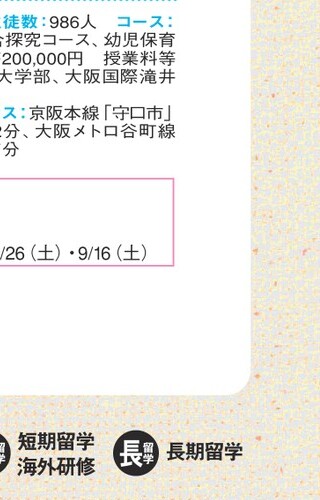 徒数：986人　コース：
合探究コース、幼児保育
200,000円　授業料等
大学部、大阪国際滝井
ス：京阪本線「守口市」
2分、大阪メトロ谷町線
分
/26（土）・9/16（土）
短期留学
海外研修
長 留学 長期留学